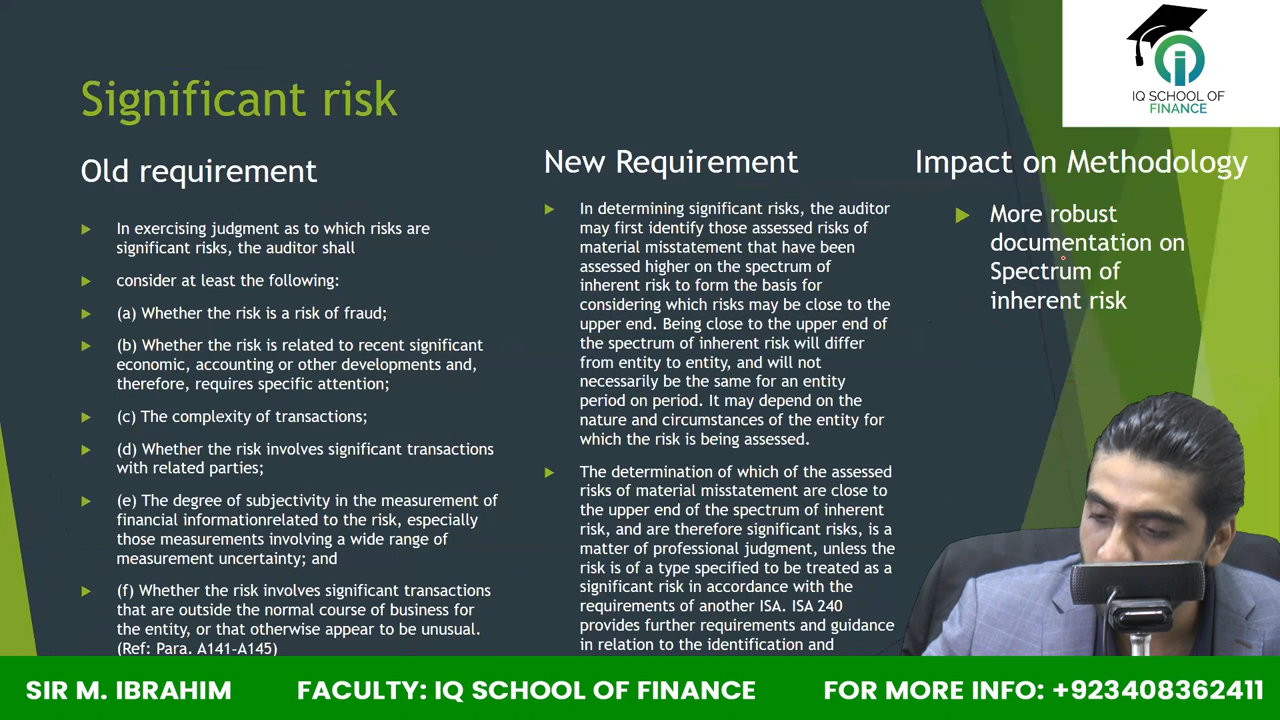 Significant risk
Old requirement
In exercising judgment as to which risks are
significant risks, the auditor shall
consider at least the following:
(a) Whether the risk is a risk of fraud;
(b) Whether the risk is related to recent significant
economic, accounting or other developments and,
therefore, requires specific attention;
(c) The complexity of transactions;
(d) Whether the risk involves significant transactions
with related parties;
(e) The degree of subjectivity in the measurement of
financial informationrelated to the risk, especially
those measurements involving a wide range of
measurement uncertainty; and
(f) Whether the risk involves significant transactions
that are outside the normal course of business for
the entity, or that otherwise appear to be unusual.
(Ref: Para. A141–A145)
New Requirement
In determining significant risks, the auditor
may first identify those assessed risks of
material misstatement that have been
assessed higher on the spectrum of
inherent risk to form the basis for
considering which risks may be close to the
upper end. Being close to the upper end of
the spectrum of inherent risk will differ
from entity to entity, and will not
necessarily be the same for an entity
period on period. It may depend on the
nature and circumstances of the entity for
which the risk is being assessed.
The determination of which of the assessed
risks of material misstatement are close to
the upper end of the spectrum of inherent
risk, and are therefore significant risks, is a
matter of professional judgment, unless the
risk is of a type specified to be treated as a
significant risk in accordance with the
requirements of another ISA. ISA 240
provides further requirements and guidance
in relation to the identification and
Impact on Methodology
More robust
documentation on
Spectrum of
inherent risk
IQ SCHOOL OF
FINANCE
SIR M. IBRAHIM
FACULTY: IQ SCHOOL OF FINANCE
FOR MORE INFO: +923408362411